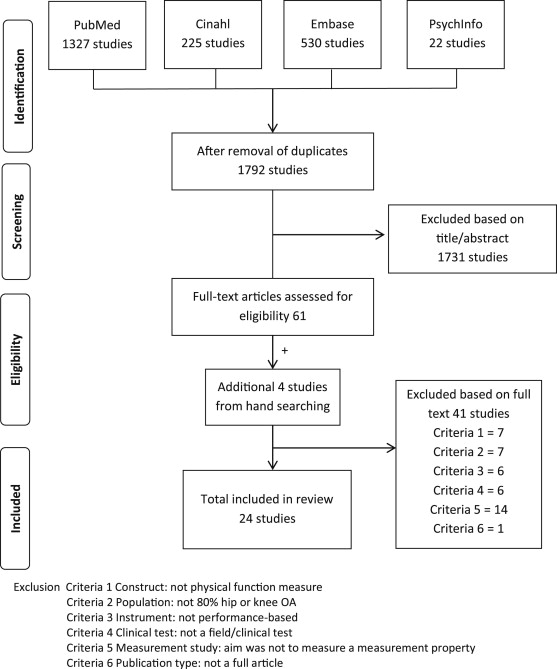 PubMed
1327 studies
Cinahl
225 studies
Embase
530 studies
PsychInfo
22 studies
Identification
After removal of duplicates
1792 studies
Screening
Excluded based on
title/abstract
1731 studies
Full-text articles assessed for
eligibility 61
Eligibility
+
Additional 4 studies
from hand searching
Excluded based on full
text 41 studies
Criteria 1 = 7
Criteria 2 = 7
Criteria 3 = 6
Criteria 4 = 6
Criteria 5 = 14
Criteria 6 = 1
Included
Total included in review
24 studies
Exclusion Criteria 1 Construct: not physical function measure
Criteria 2 Population: not 80% hip or knee OA
Criteria 3 Instrument: not performance-based
Criteria 4 Clinical test: not a field/clinical test
Criteria 5 Measurement study: aim was not to measure a measurement property
Criteria 6 Publication type: not a full article